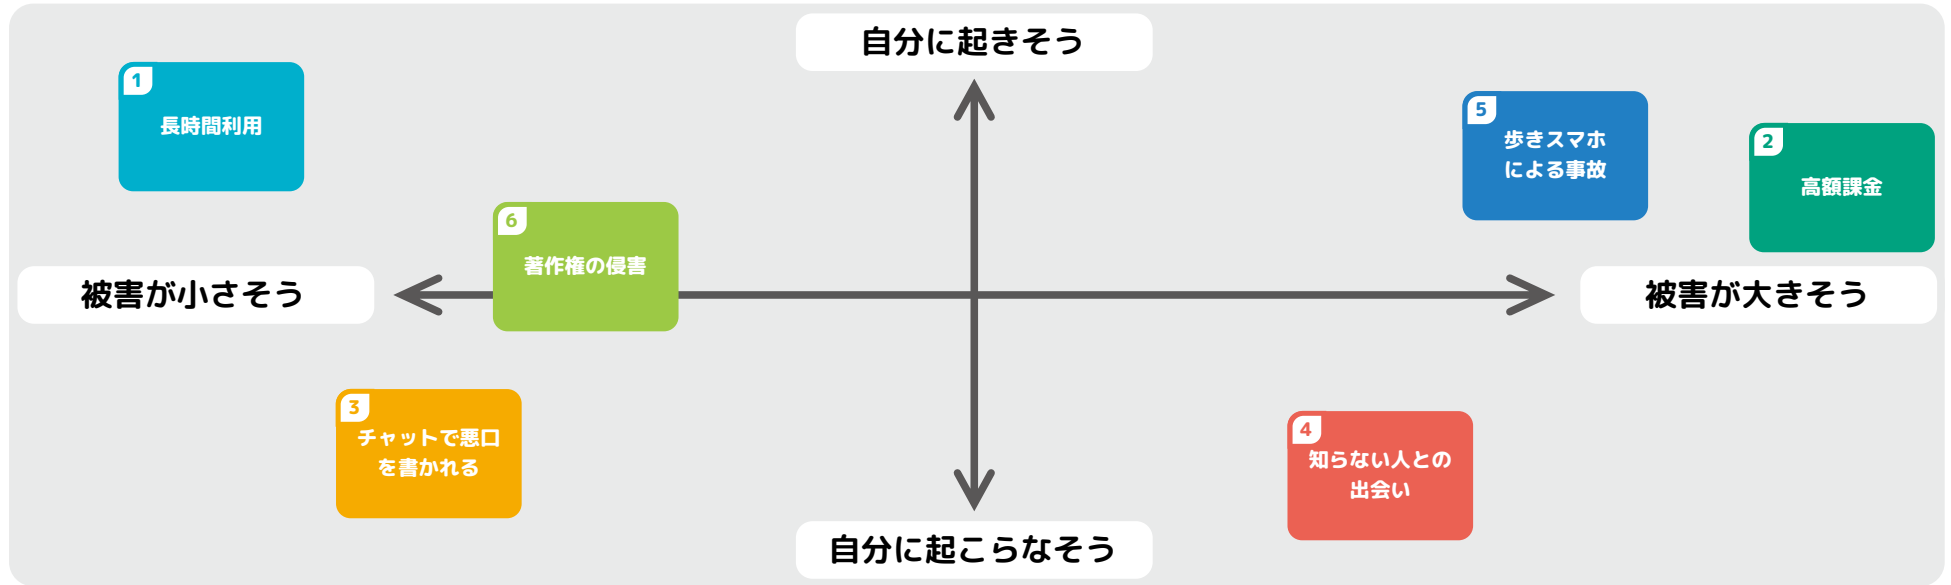 自分に起きそう
1
長時間利用
5
歩きスマホ
による事故
2
高額課金
6
著作権の侵害
被害が小さそう
被害が大きそう
3
チャットで悪口
を書かれる
4
知らない人との
出会い
自分に起こらなそう